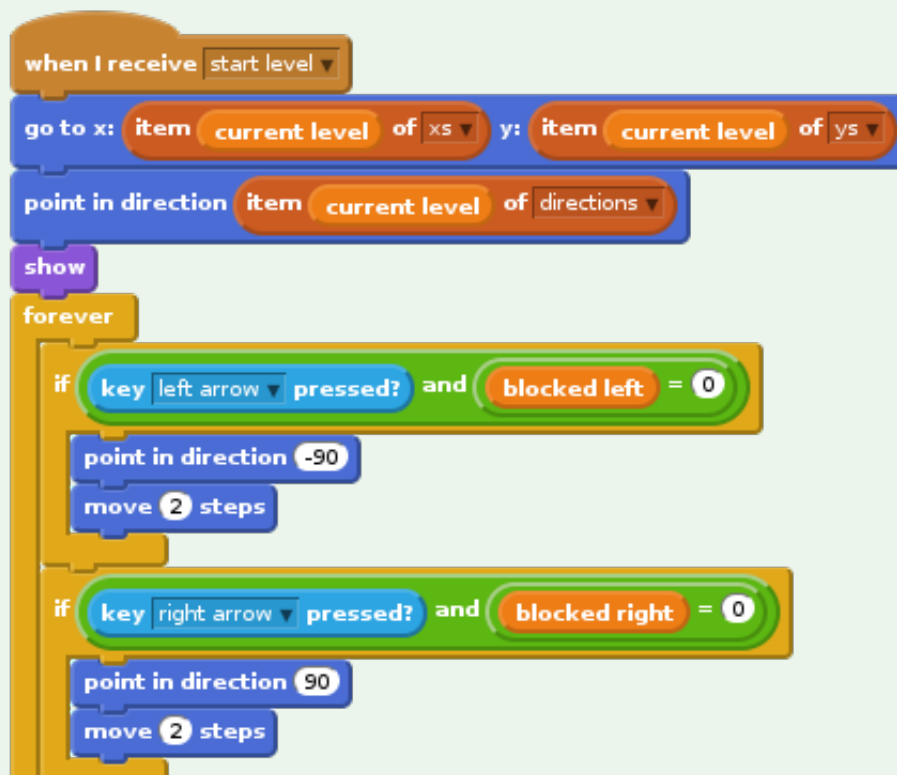 when I receive start level
go to x: item current level of xs y: item current level of ys
point in direction item current level of directions
show
forever
if key left arrow pressed? and blocked left = 0
point in direction -90
move 2 steps
if key right arrow pressed? and blocked right = 0
point in direction 90
move 2 steps